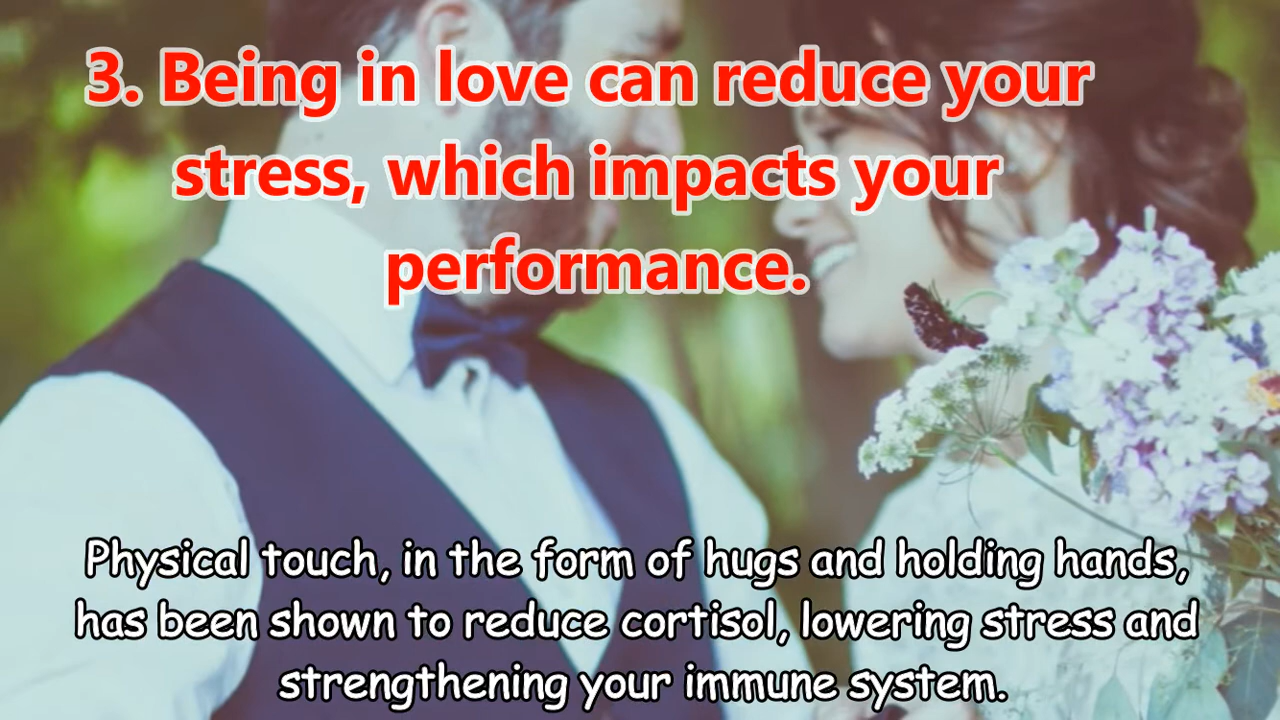 3. Being in love can reduce your
stress, which impacts your
performance.
Physical touch, in the form of hugs and holding hands,
has been shown to reduce cortisol, lowering stress and
strengthening your immune system.